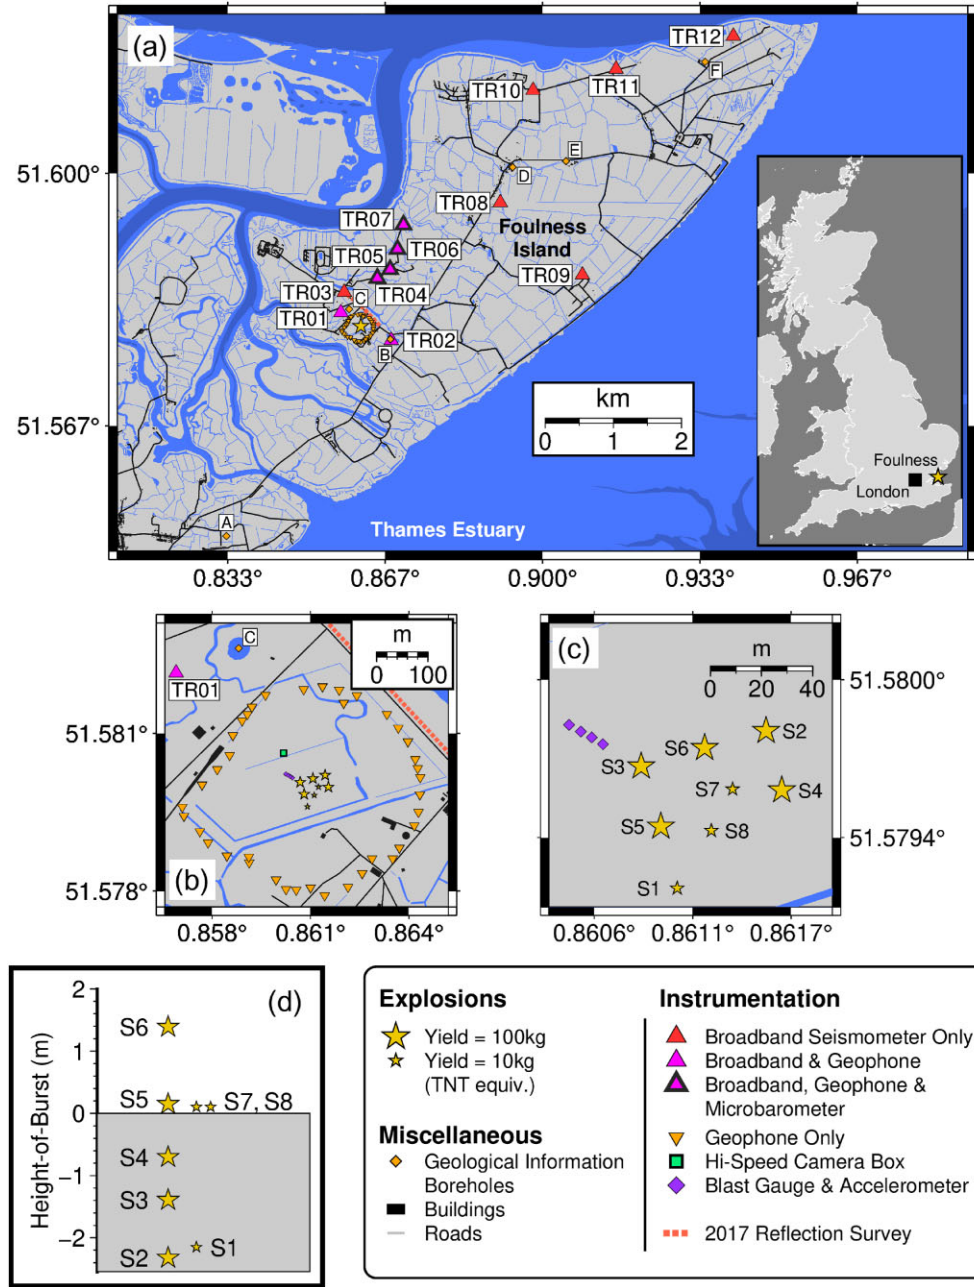 (a)
TR12
F
TR11
TR10
E
D
51.600°
TR08
TR07
Foulness
Island
TR06
TR05
TR09
TR04
TR03
C
TR01
TR02
B
km
0 1 2
51.567°
A
Thames Estuary
Foulness
London
0.833° 0.867° 0.900° 0.933° 0.967°
(b)
C
TR01
m
0 100
51.581°
51.578°
0.858° 0.861° 0.864°
(c)
m
0 20 40
51.5800
S2
S6
S3
S7
S4
S5
S8
51.5794
S1
0.8606 0.8611 0.8617
(d)
Height-of-Burst (m)
2
S6
1
S5
S7, S8
0
S4
−1
S3
−2
S2
S1
Explosions
Yield = 100kg
Yield = 10kg
(TNT equiv.)
Miscellaneous
Geological Information
Boreholes
Buildings
Roads
Instrumentation
Broadband Seismometer Only
Broadband & Geophone
Broadband, Geophone &
Microbarometer
Geophone Only
Hi-Speed Camera Box
Blast Gauge & Accelerometer
2017 Reflection Survey